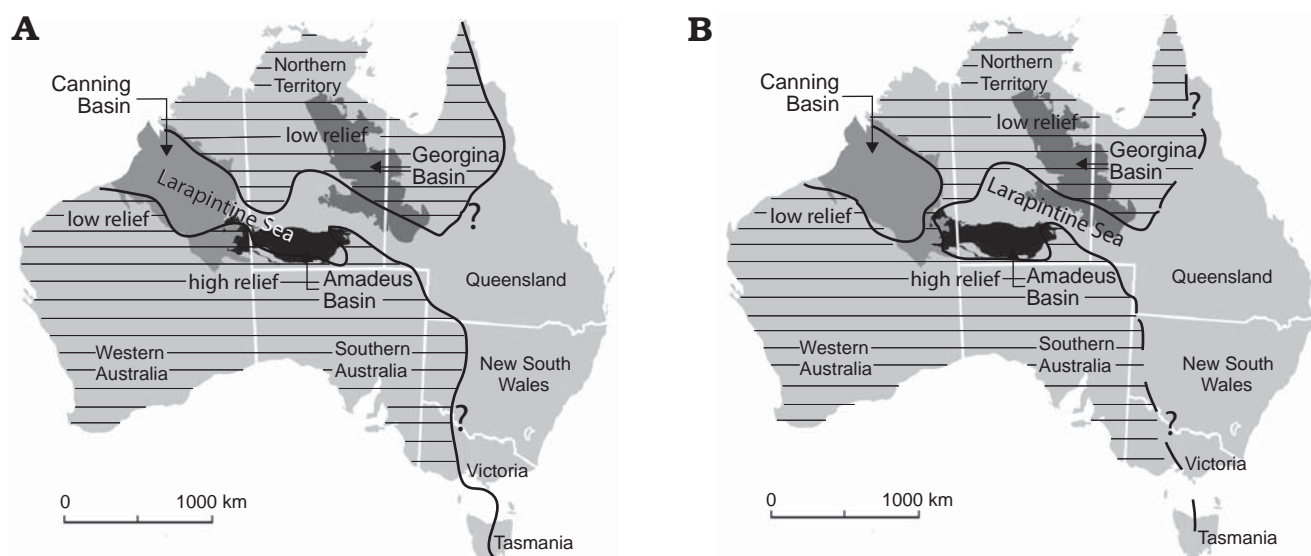 A
Canning
Basin
Northern
Territory
low relief
Georgina
Basin
Larapintine Sea
low relief
?
high relief
Amadeus
Basin
Queensland
Western
Australia
Southern
Australia
New South
Wales
?
Victoria
0 1000 km
Tasmania
B
Canning
Basin
Northern
Territory
?
low relief
Georgina
Basin
Larapintine Sea
low relief
high relief
Amadeus
Basin
Queensland
Western
Australia
Southern
Australia
New South
Wales
?
Victoria
0 1000 km
Tasmania